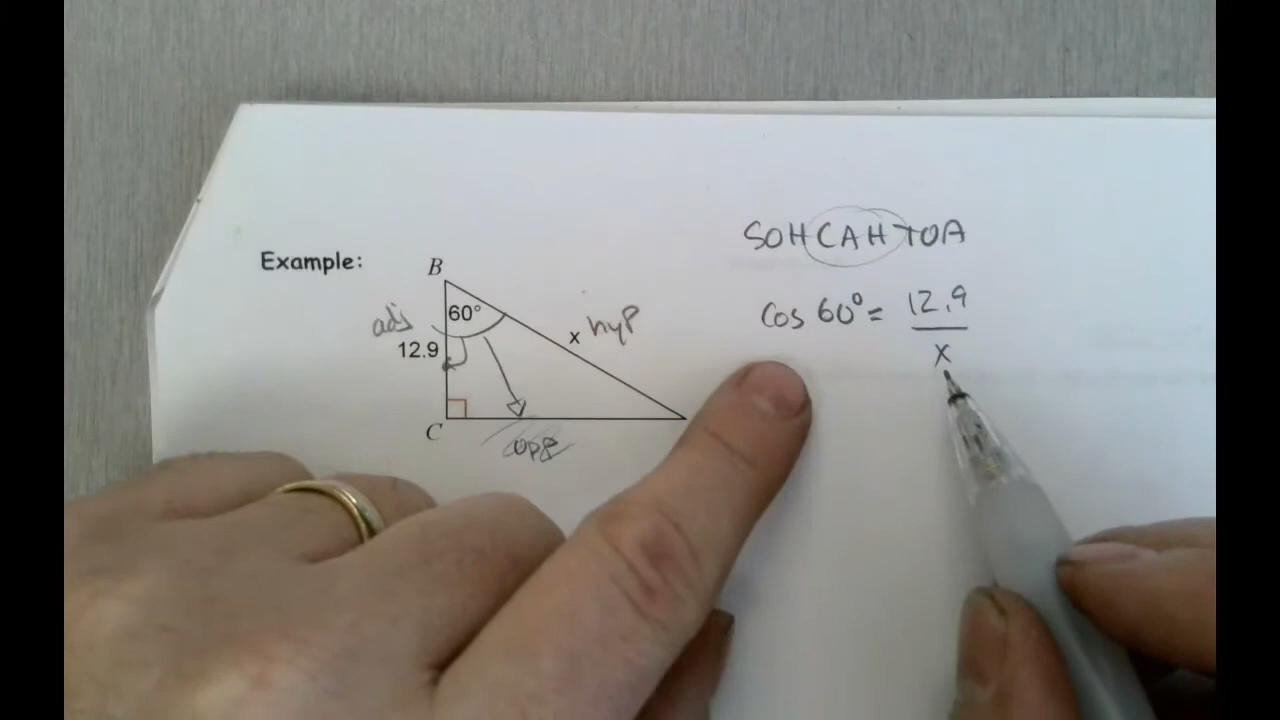 SOHCAHTOA
Example:
B
adj
60°
x hyp
cos 60° = 12.9
x
12.9
C
opp